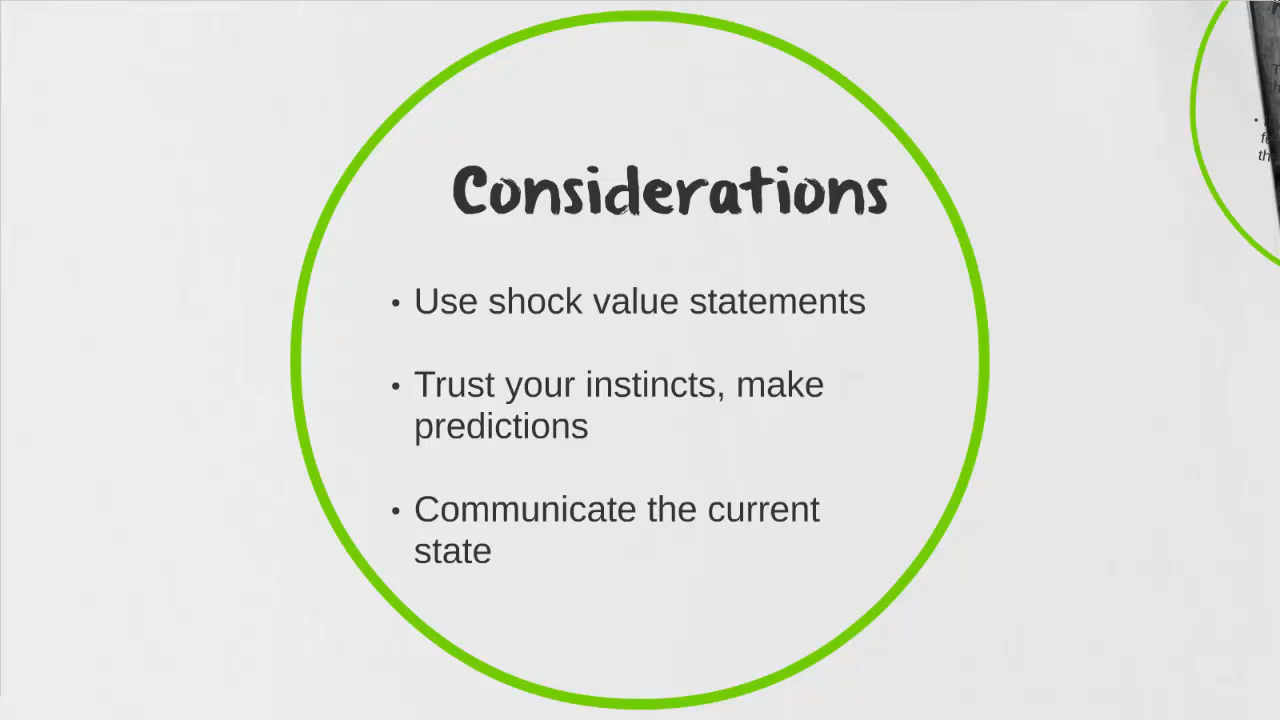 Considerations
• Use shock value statements
• Trust your instincts, make
predictions
• Communicate the current
state